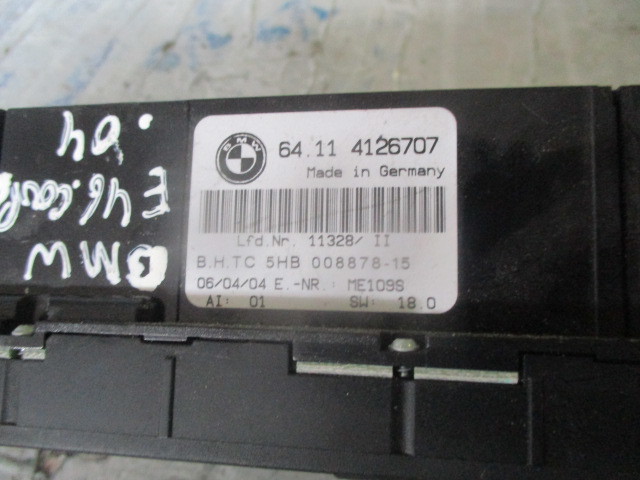 BMW
64.11 4126707
Made in Germany
Lfd.Nr. 11328/ II
B.H.TC 5HB 008878-15
06/04/04 E.-NR.: ME109S
AI: 01 SW: 18.0
BMW
E46.
.04